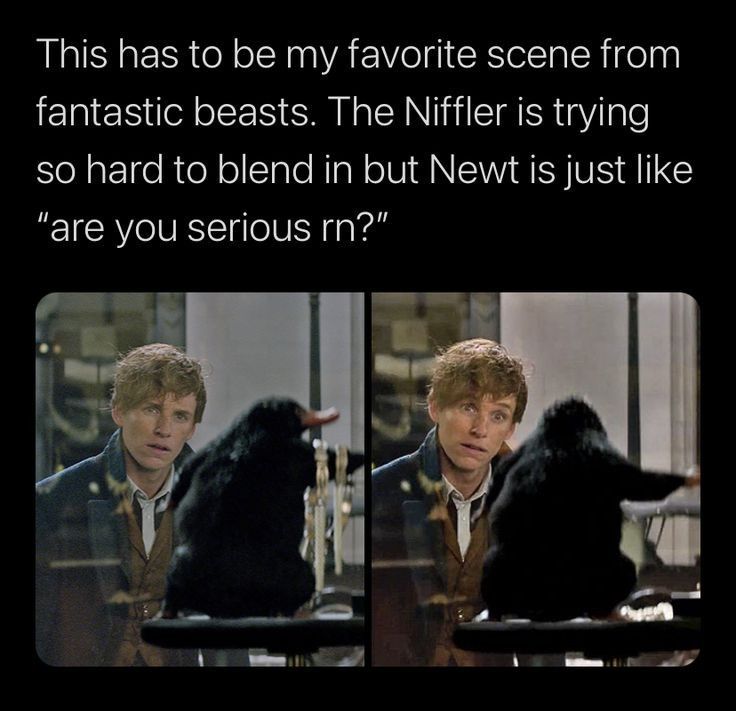 This has to be my favorite scene from
fantastic beasts. The Niffler is trying
so hard to blend in but Newt is just like
“are you serious rn?”